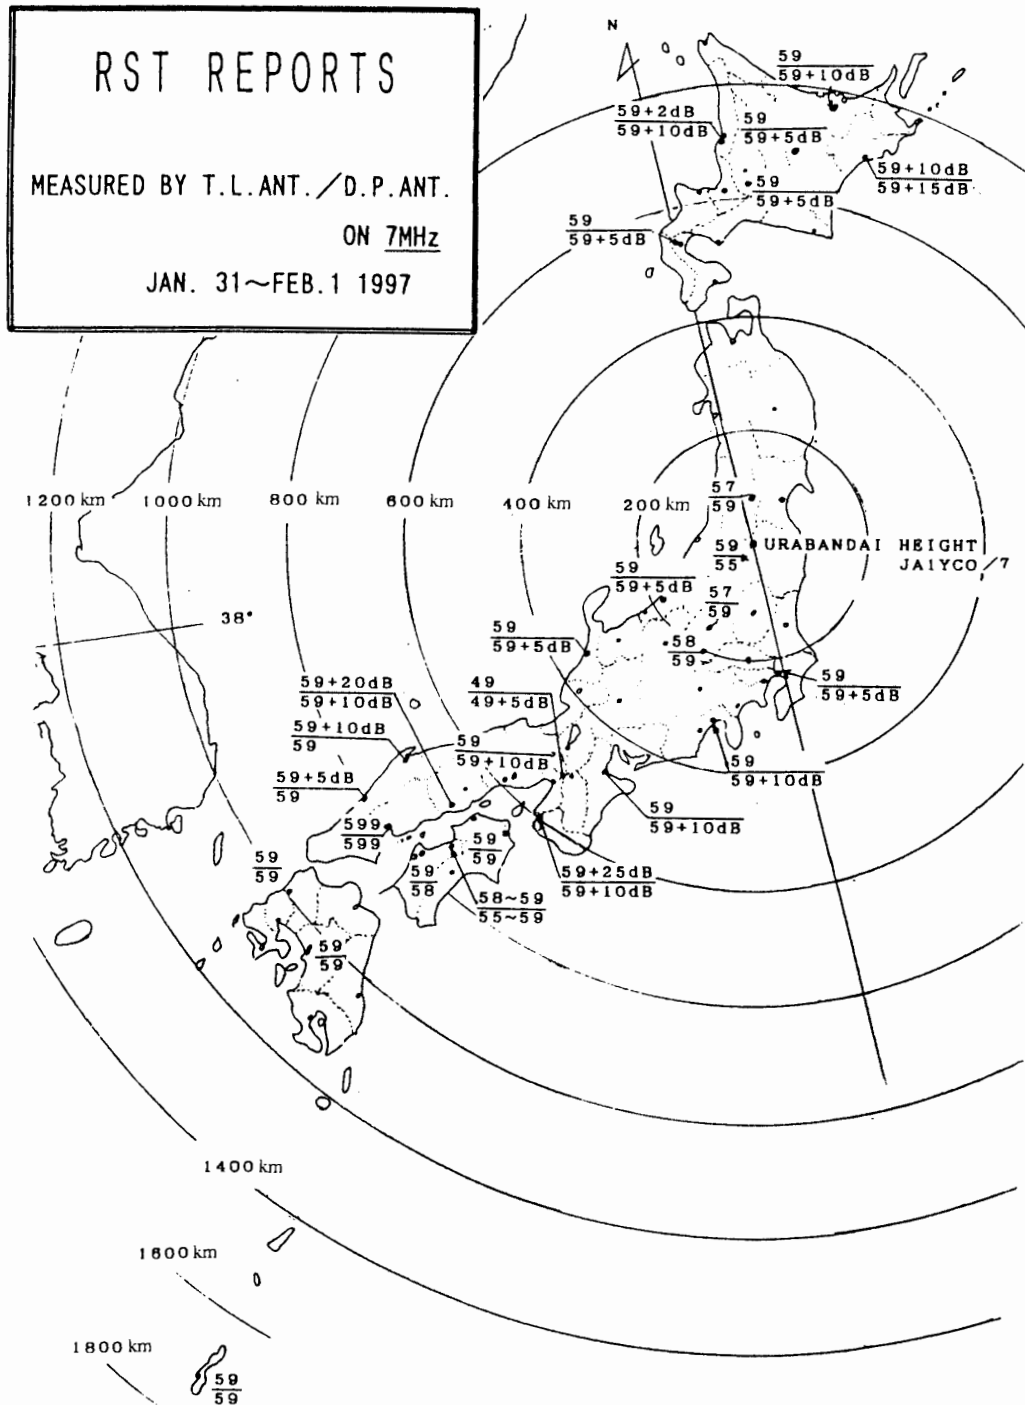 RST REPORTS
MEASURED BY T.L.ANT./D.P.ANT.
ON 7MHz
JAN. 31~FEB.1 1997
N
59
59+10dB
59+2dB
59+10dB
59
59+5dB
59+10dB
59+15dB
59
59+5dB
59
59+5dB
1200 km
1000 km
800 km
600 km
400 km
200 km
57
59
URABANDAI HEIGHT
JA1YCO/7
59
55
59
59+5dB
57
59
38°
59
59+5dB
58
59
59
59+5dB
59+20dB
59+10dB
49
49+5dB
59+10dB
59
59
59+10dB
59
59+10dB
59+5dB
59
59
59+10dB
599
599
59
59
59
59
59
58
59+25dB
59+10dB
58~59
55~59
59
59
1400 km
1600 km
1800 km
59
59